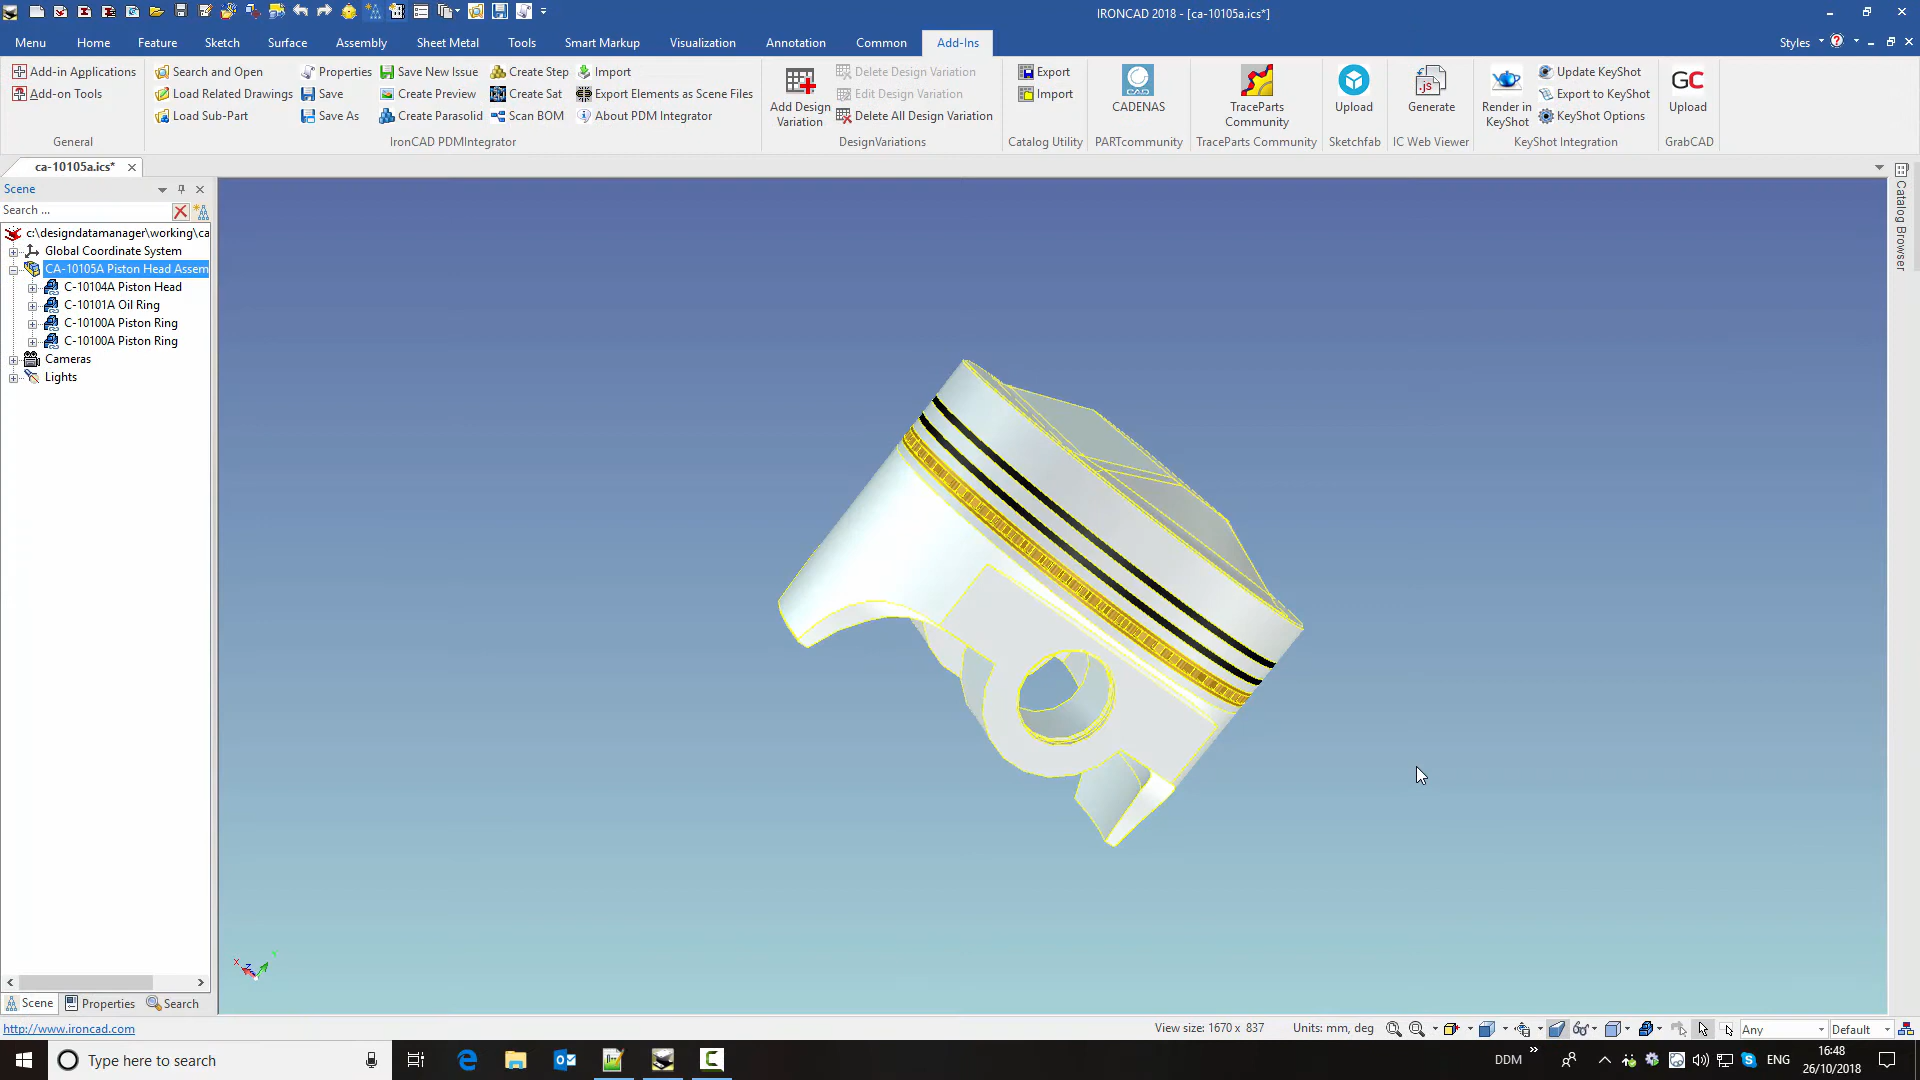 IRONCAD 2018 - [ca-10105a.ics*]
Menu Home Feature Sketch Surface Assembly Sheet Metal Tools Smart Markup Visualization Annotation Common Add-Ins Styles
Add-in Applications Search and Open Properties Save New Issue Create Step Import Delete Design Variation Export Update KeyShot
Add-on Tools Load Related Drawings Save Create Preview Create Sat Export Elements as Scene Files Edit Design Variation Import Export to KeyShot
Load Sub-Part Save As Create Parasolid Scan BOM About PDM Integrator Delete All Design Variation KeyShot Options
Add Design Variation
CAD
CADENAS
TraceParts Community
Upload
.js
Generate
Render in KeyShot
GC
Upload
General IronCAD PDMIntegrator DesignVariations Catalog Utility PARTcommunity TraceParts Community Sketchfab IC Web Viewer KeyShot Integration GrabCAD
ca-10105a.ics*
Scene
Search ...
c:\designdatamanager\working\ca
Global Coordinate System
CA-10105A Piston Head Assem
C-10104A Piston Head
C-10101A Oil Ring
C-10100A Piston Ring
C-10100A Piston Ring
Cameras
Lights
Catalog Browser
X Z Y
Scene Properties Search
http://www.ironcad.com
View size: 1670 x 837 Units: mm, deg Any Default
Type here to search
DDM
ENG
16:48
26/10/2018